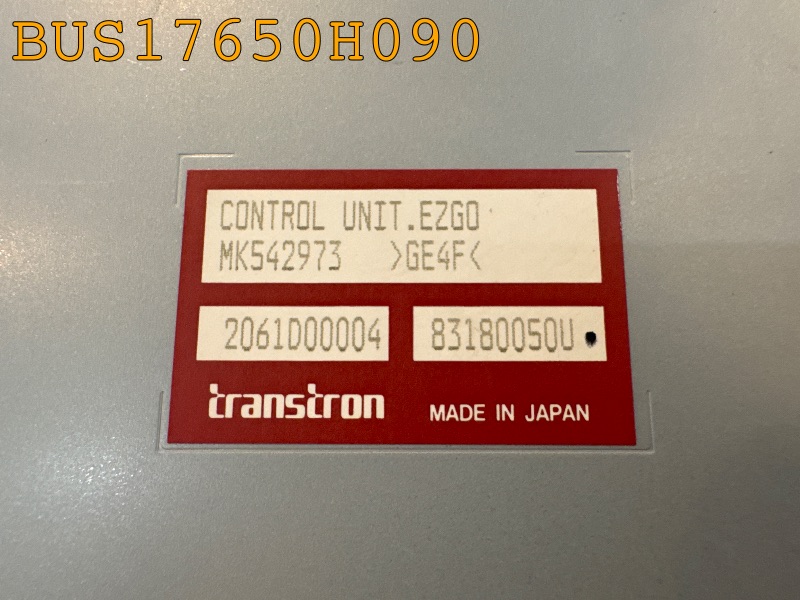 BUS17650H090
CONTROL UNIT.EZGO
MK542973 >GE4F<
2061D00004 83180050U
transtron MADE IN JAPAN